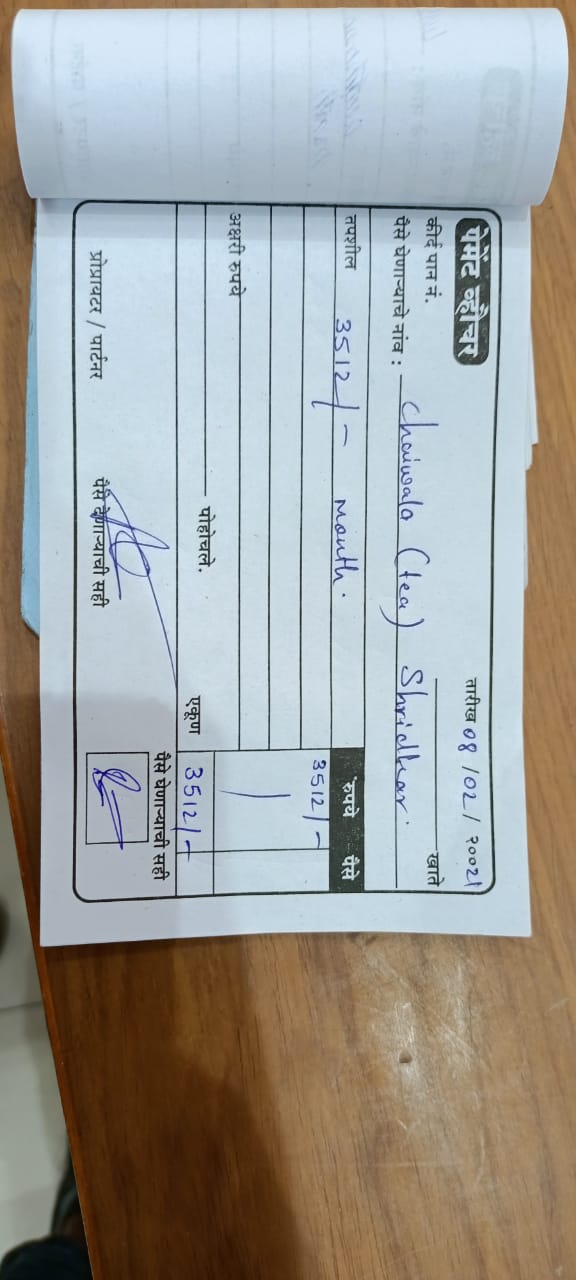 पेमेंट व्हौचर
तारीख 08/02/२००21
कीर्द पान नं. खाते
पैसे घेणाऱ्याचे नांव : Chaiwala (tea) Shridhar
तपशील रुपये पैसे
3512/- month. 3512/-
अक्षरी रुपये
पोहोचले. एकूण 3512/-
प्रोप्रायटर / पार्टनर पैसे देणाऱ्याची सही पैसे घेणाऱ्याची सही